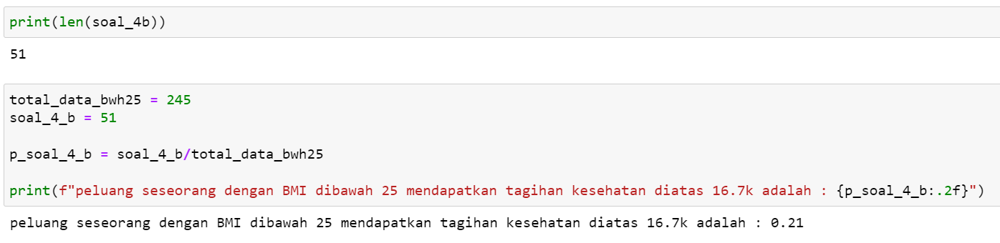 print(len(soal_4b))
51
total_data_bwh25 = 245
soal_4_b = 51
p_soal_4_b = soal_4_b/total_data_bwh25
print(f"peluang seseorang dengan BMI dibawah 25 mendapatkan tagihan kesehatan diatas 16.7k adalah : {p_soal_4_b:.2f}")
peluang seseorang dengan BMI dibawah 25 mendapatkan tagihan kesehatan diatas 16.7k adalah : 0.21